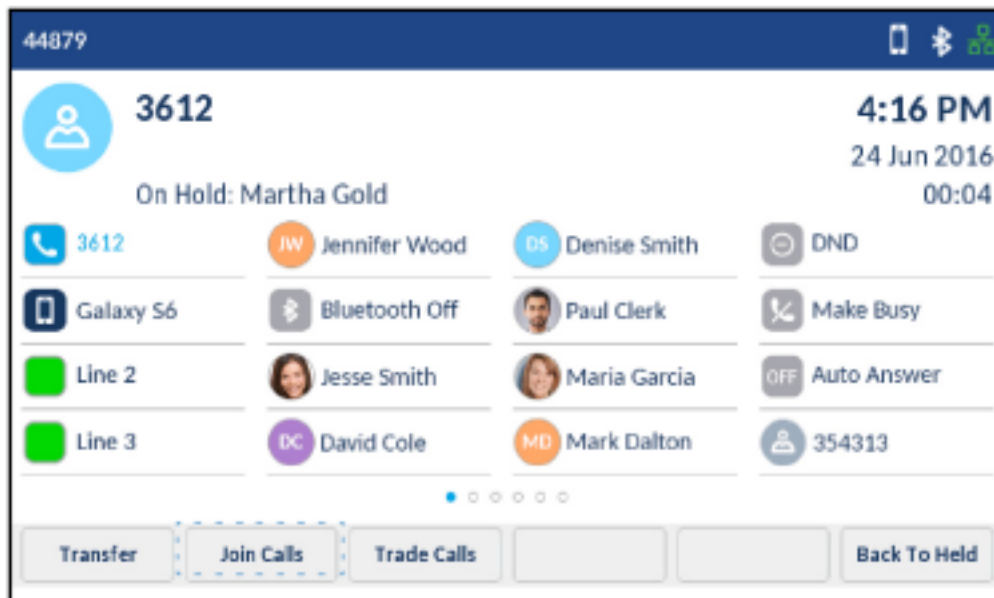 44879
3612
4:16 PM
24 Jun 2016
On Hold: Martha Gold
00:04
3612
JW Jennifer Wood
DS Denise Smith
DND
Galaxy S6
Bluetooth Off
Paul Clerk
Make Busy
Line 2
Jesse Smith
Maria Garcia
OFF Auto Answer
Line 3
DC David Cole
MD Mark Dalton
354313
Transfer
Join Calls
Trade Calls
Back To Held